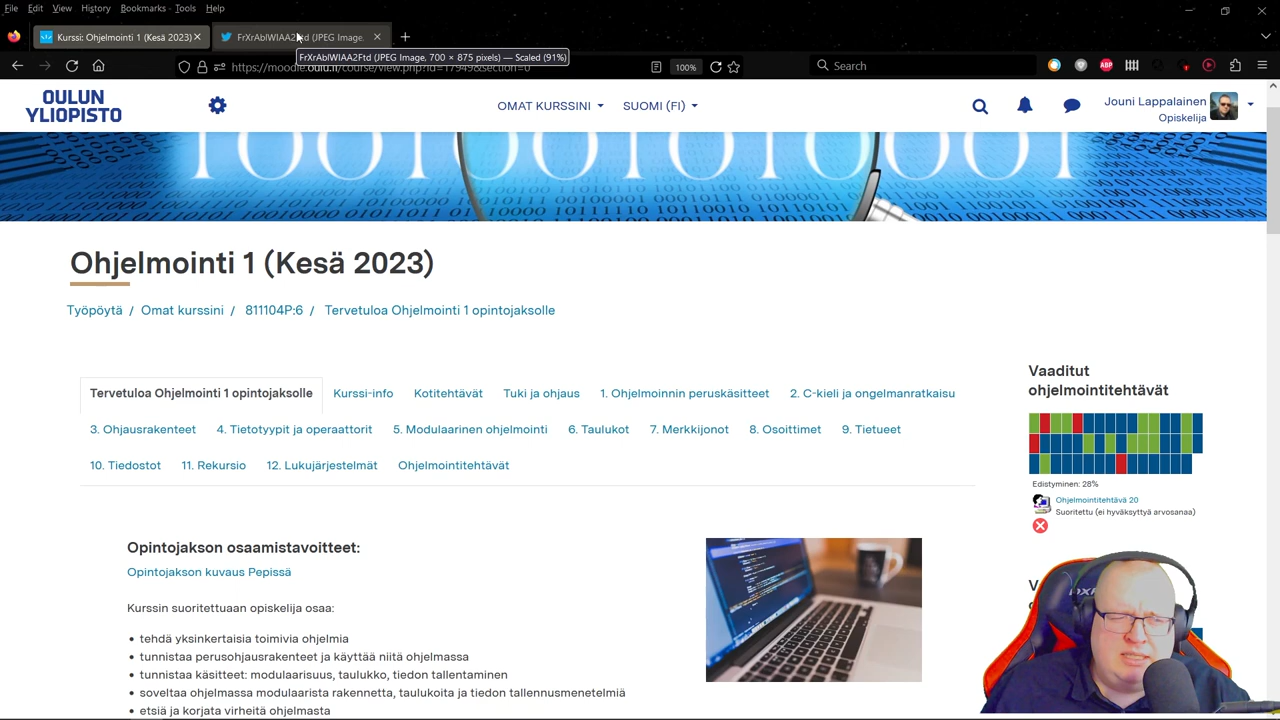 File Edit View History Bookmarks Tools Help
Kurssi: Ohjelmointi 1 (Kesä 2023)
FrXrAblWIAA2Ftd (JPEG Image,
FrXrAblWIAA2Ftd (JPEG Image, 700 × 875 pixels) — Scaled (91%)
100%
Search
ABP
OULUN
YLIOPISTO
OMAT KURSSINI
SUOMI (FI)
Jouni Lappalainen
Opiskelija
Ohjelmointi 1 (Kesä 2023)
Työpöytä / Omat kurssini / 811104P:6 / Tervetuloa Ohjelmointi 1 opintojaksolle
Tervetuloa Ohjelmointi 1 opintojaksolle Kurssi-info Kotitehtävät Tuki ja ohjaus 1. Ohjelmoinnin peruskäsitteet 2. C-kieli ja ongelmanratkaisu
3. Ohjausrakenteet 4. Tietotyypit ja operaattorit 5. Modulaarinen ohjelmointi 6. Taulukot 7. Merkkijonot 8. Osoittimet 9. Tietueet
10. Tiedostot 11. Rekursio 12. Lukujärjestelmät Ohjelmointitehtävät
Vaaditut
ohjelmointitehtävät
Edistyminen: 28%
Ohjelmointitehtävä 20
Suoritettu (ei hyväksyttyä arvosanaa)
Opintojakson osaamistavoitteet:
Opintojakson kuvaus Pepissä
Kurssin suoritettuaan opiskelija osaa:
• tehdä yksinkertaisia toimivia ohjelmia
• tunnistaa perusohjausrakenteet ja käyttää niitä ohjelmassa
• tunnistaa käsitteet: modulaarisuus, taulukko, tiedon tallentaminen
• soveltaa ohjelmassa modulaarista rakennetta, taulukoita ja tiedon tallennusmenetelmiä
• etsiä ja korjata virheitä ohjelmasta